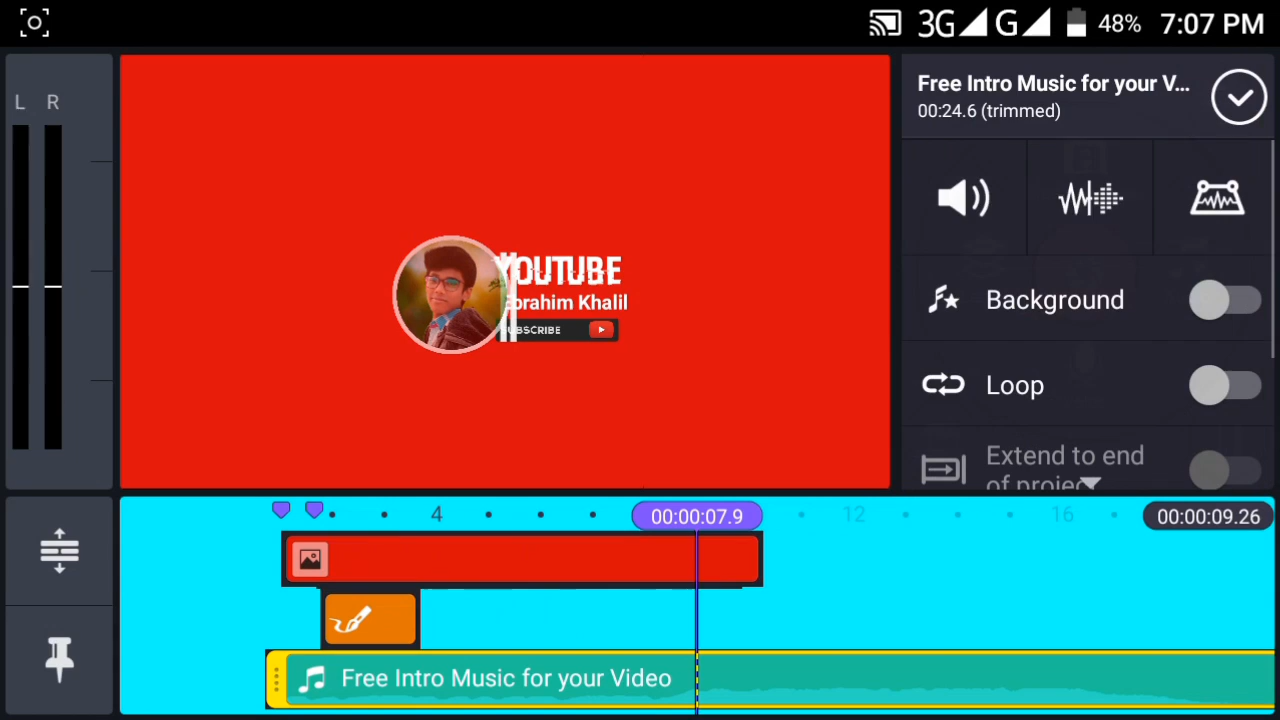 3G G 48% 7:07 PM
L R
Free Intro Music for your V...
00:24.6 (trimmed)
YOUTUBE
Ebrahim Khalil
SUBSCRIBE
Background
Loop
Extend to end
of project
4 00:00:07.9 12 16 00:00:09.26
Free Intro Music for your Video